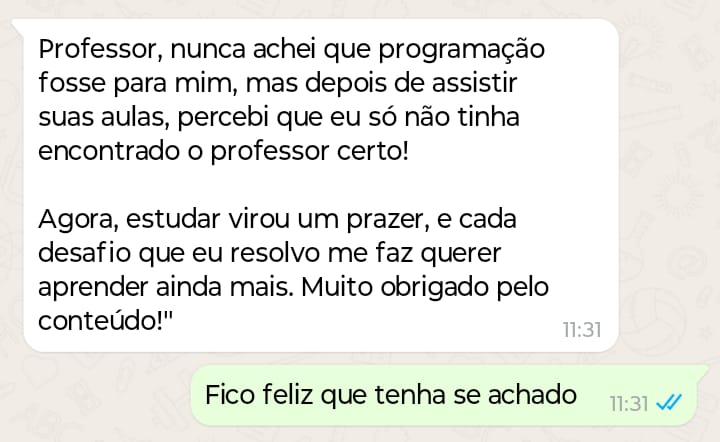 Professor, nunca achei que programação
fosse para mim, mas depois de assistir
suas aulas, percebi que eu só não tinha
encontrado o professor certo!
Agora, estudar virou um prazer, e cada
desafio que eu resolvo me faz querer
aprender ainda mais. Muito obrigado pelo
conteúdo!"
11:31
Fico feliz que tenha se achado
11:31